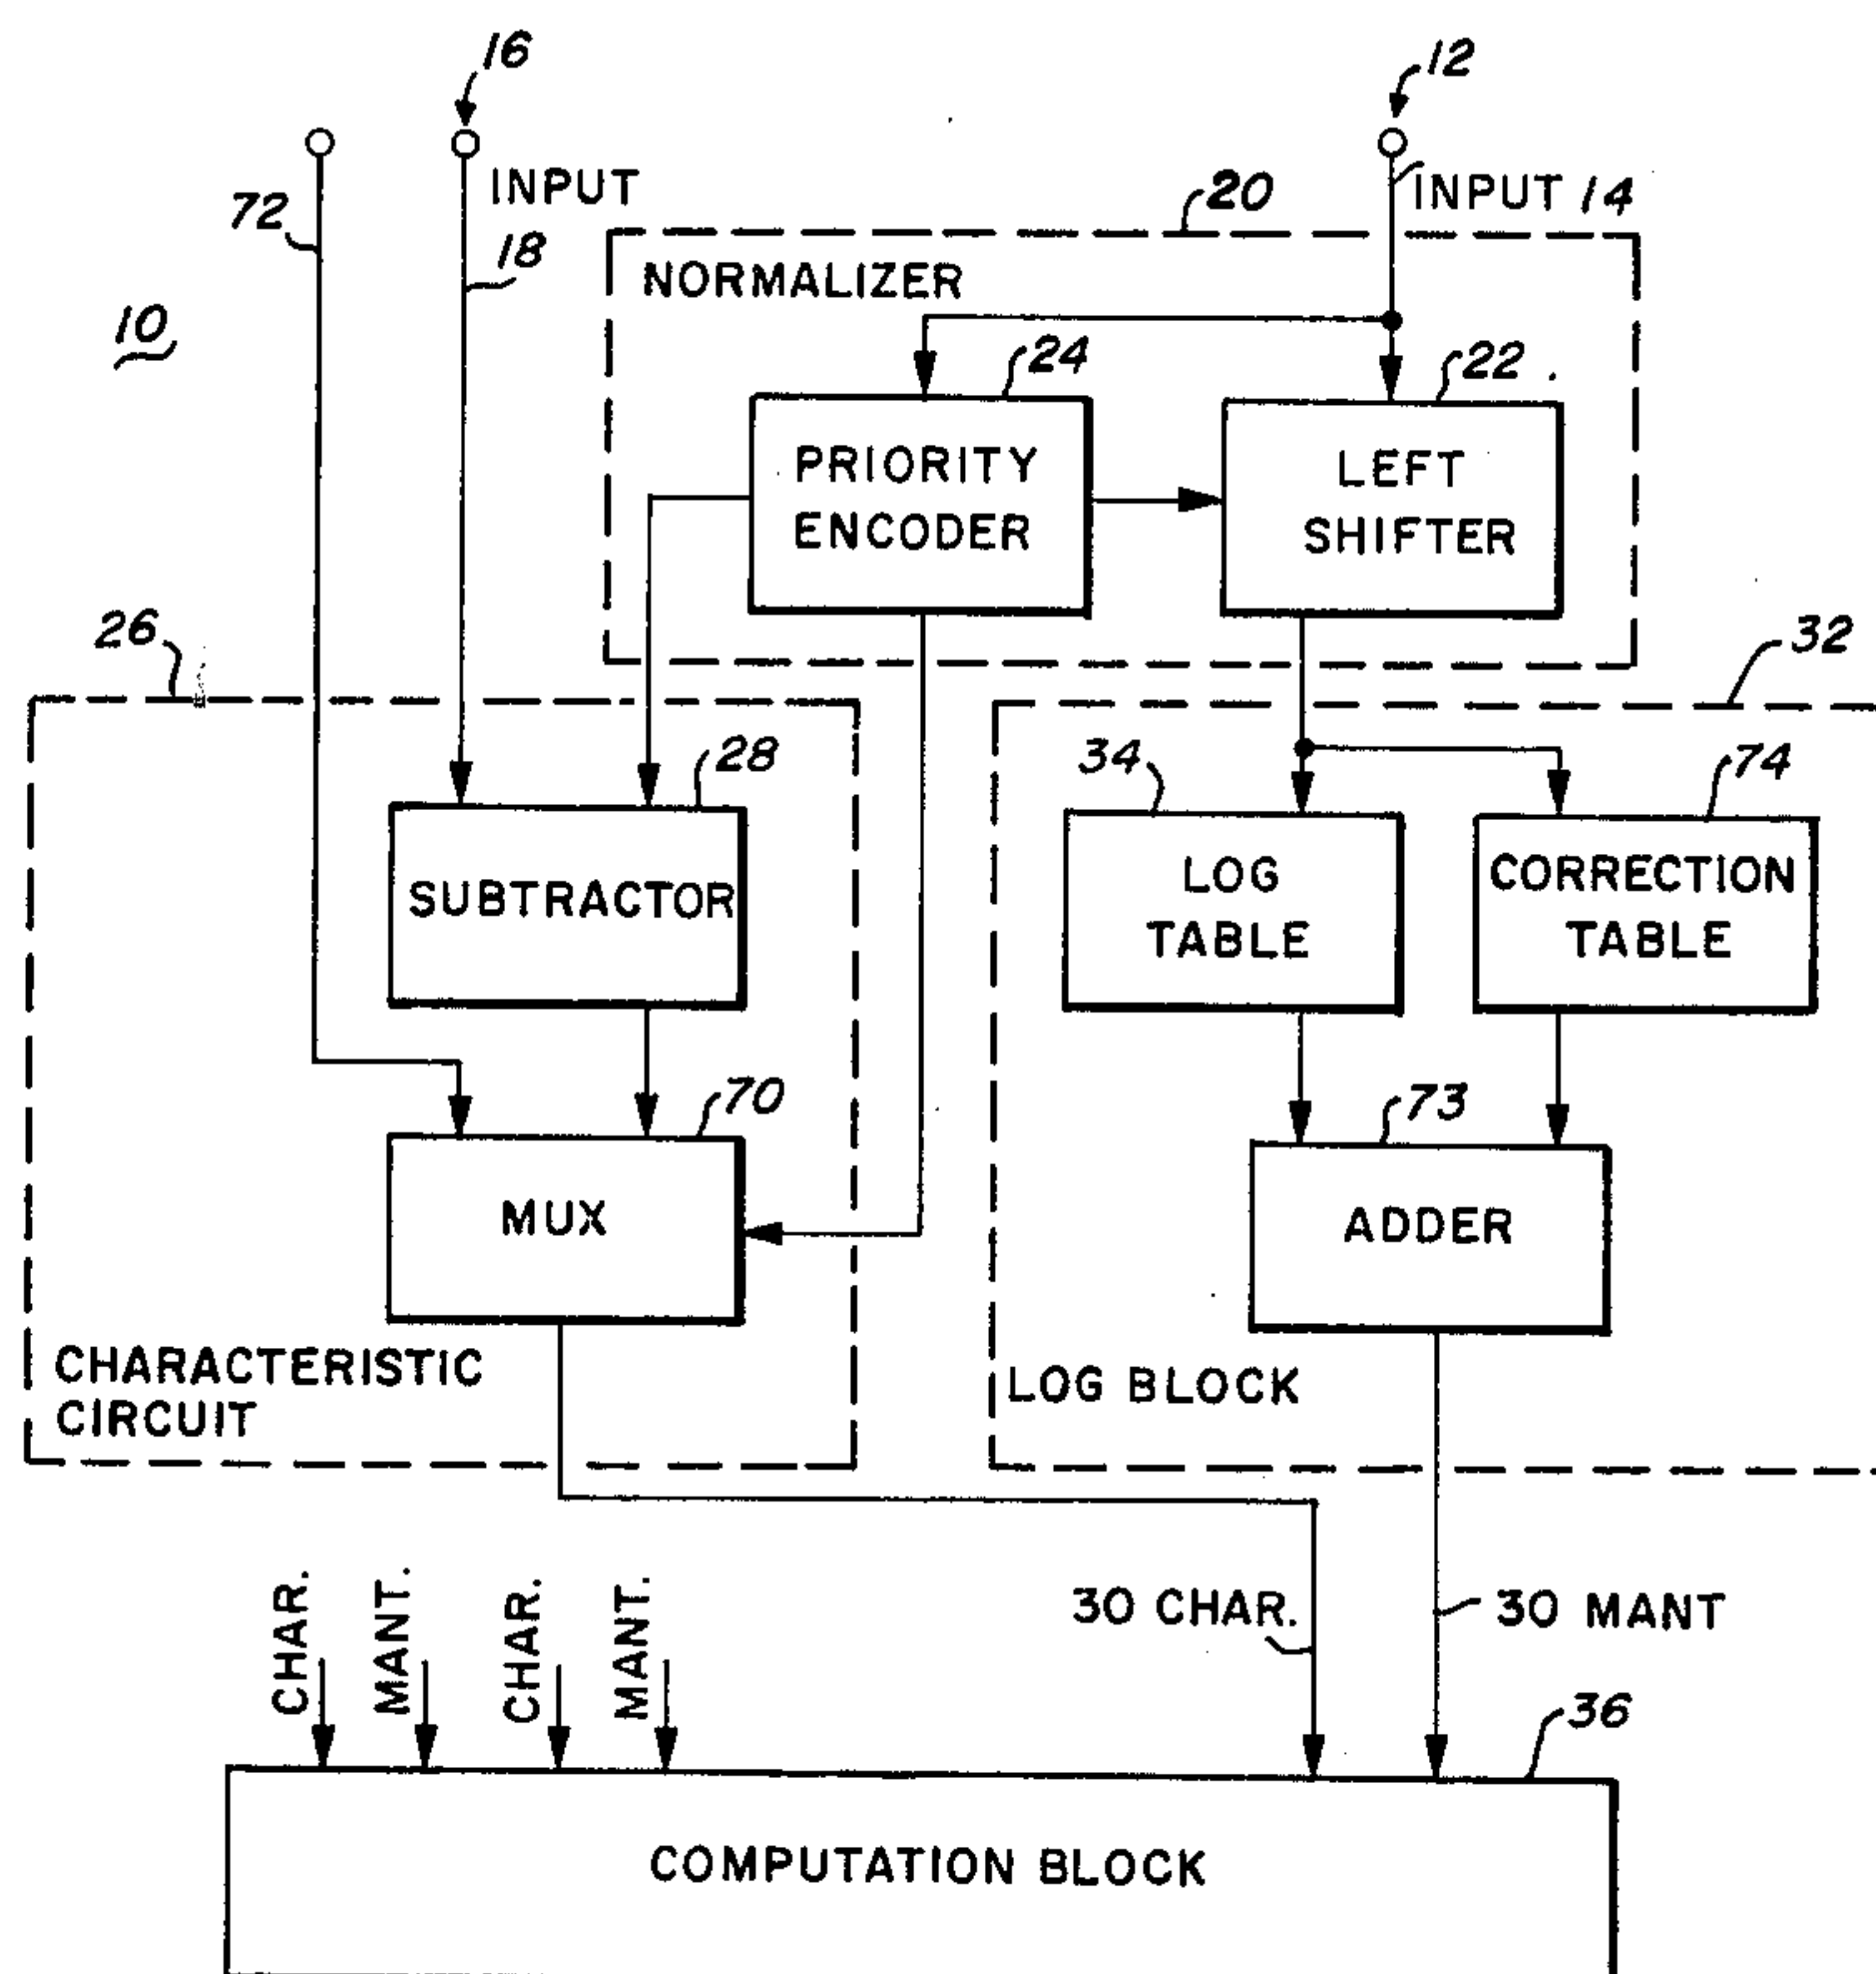 16
12
INPUT
INPUT 14
72
18
20
NORMALIZER
10
24
22
PRIORITY
ENCODER
LEFT
SHIFTER
26
32
28
34
74
SUBTRACTOR
LOG
TABLE
CORRECTION
TABLE
70
73
MUX
ADDER
CHARACTERISTIC
CIRCUIT
LOG BLOCK
CHAR.
MANT.
CHAR.
MANT.
30 CHAR.
30 MANT
36
COMPUTATION BLOCK